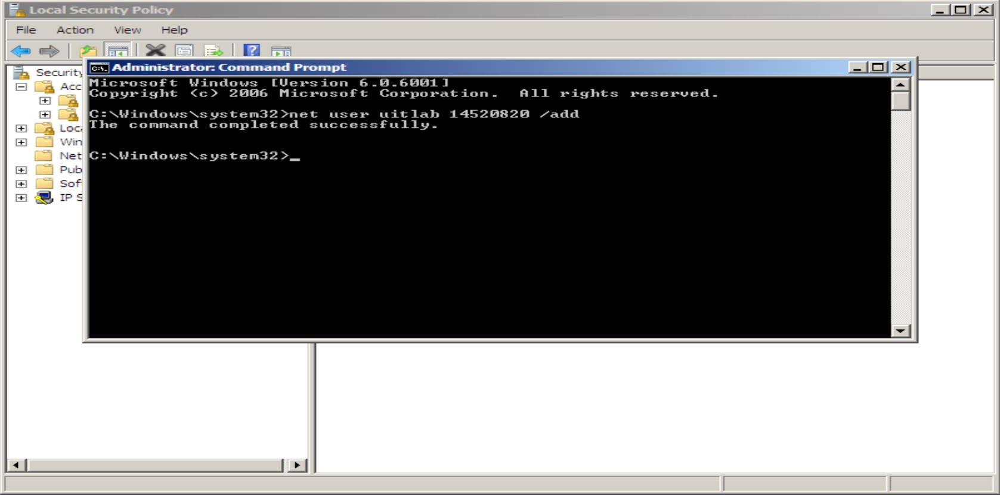 Local Security Policy
File Action View Help
Security
Acc
Loc
Win
Net
Pub
Sof
IP S
Administrator: Command Prompt
Microsoft Windows [Version 6.0.6001]
Copyright (c) 2006 Microsoft Corporation.  All rights reserved.
C:\Windows\system32>net user uitlab 14520820 /add
The command completed successfully.
C:\Windows\system32>_